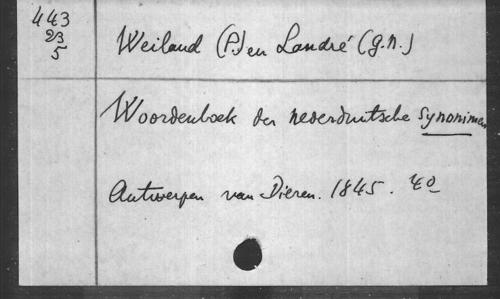 443
23
5
Weiland (P.) en Landré (G.N.)
Woordenboek der nederduitsche synonimen
Antwerpen van Dieren. 1845. 4o